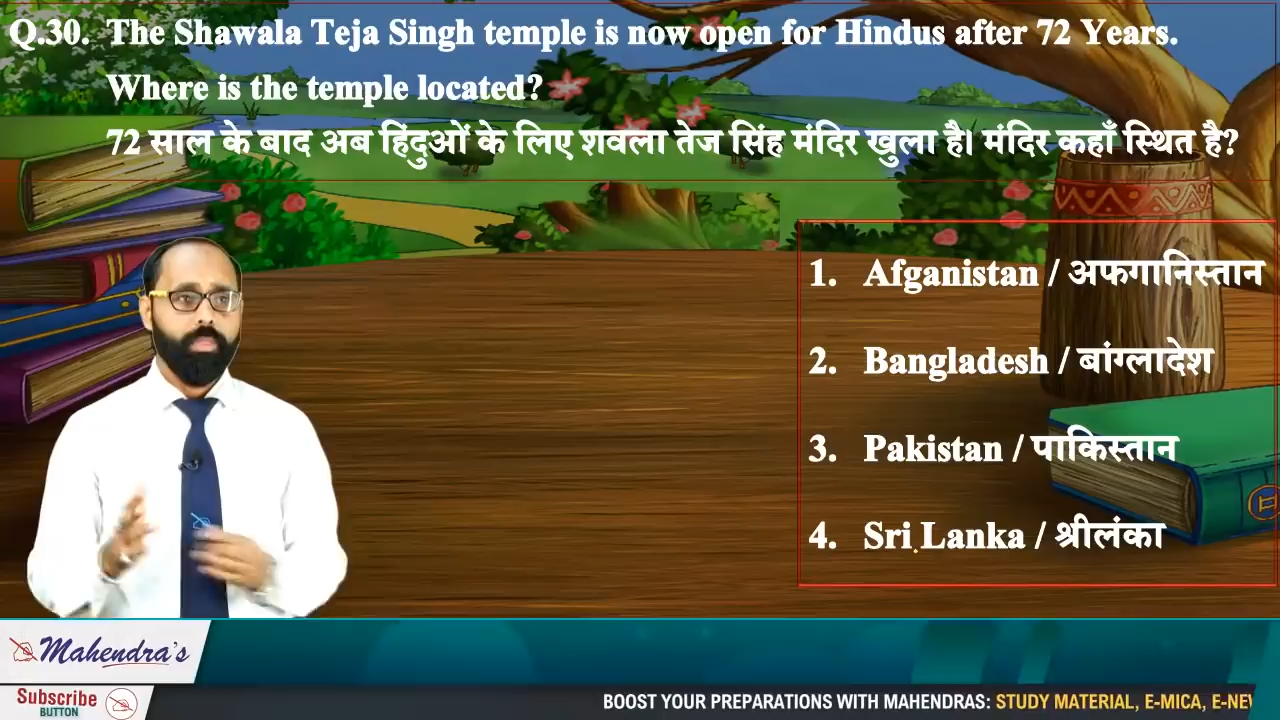 Q.30. The Shawala Teja Singh temple is now open for Hindus after 72 Years.
Where is the temple located?
72 साल के बाद अब हिंदुओं के लिए शवला तेज सिंह मंदिर खुला है। मंदिर कहाँ स्थित है?
1. Afganistan / अफगानिस्तान
2. Bangladesh / बांग्लादेश
3. Pakistan / पाकिस्तान
4. Sri Lanka / श्रीलंका
Mahendra's
Subscribe
BUTTON
BOOST YOUR PREPARATIONS WITH MAHENDRAS: STUDY MATERIAL, E-MICA,